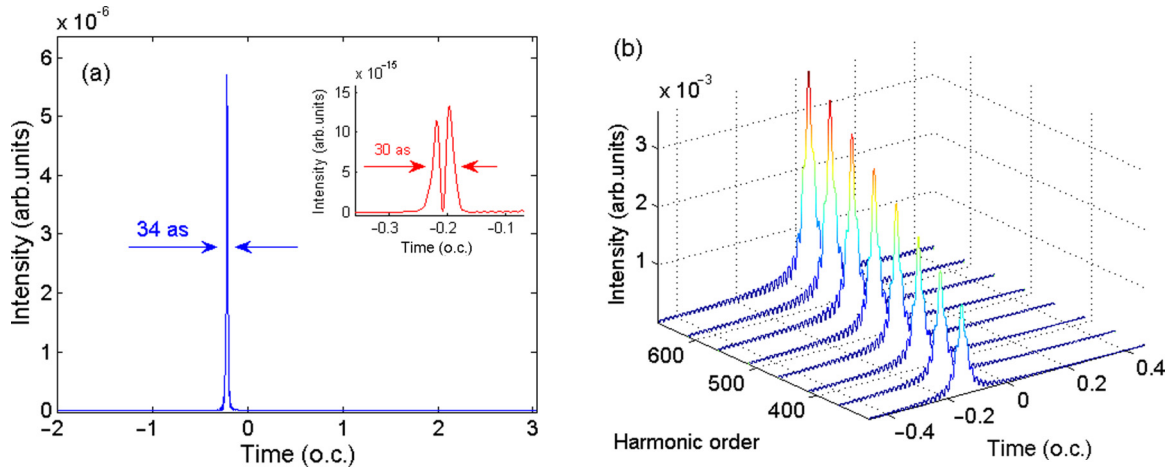 x 10⁻⁶
(a)
6
5
4
3
2
1
0
Intensity (arb.units)
34 as
−2
−1
0
1
2
3
Time (o.c.)
x 10⁻¹⁵
15
10
5
0
Intensity (arb.units)
30 as
−0.3
−0.2
−0.1
Time (o.c.)
(b)
x 10⁻³
3
2
1
Intensity (arb.units)
600
500
400
Harmonic order
−0.4
−0.2
0
0.2
0.4
Time (o.c.)